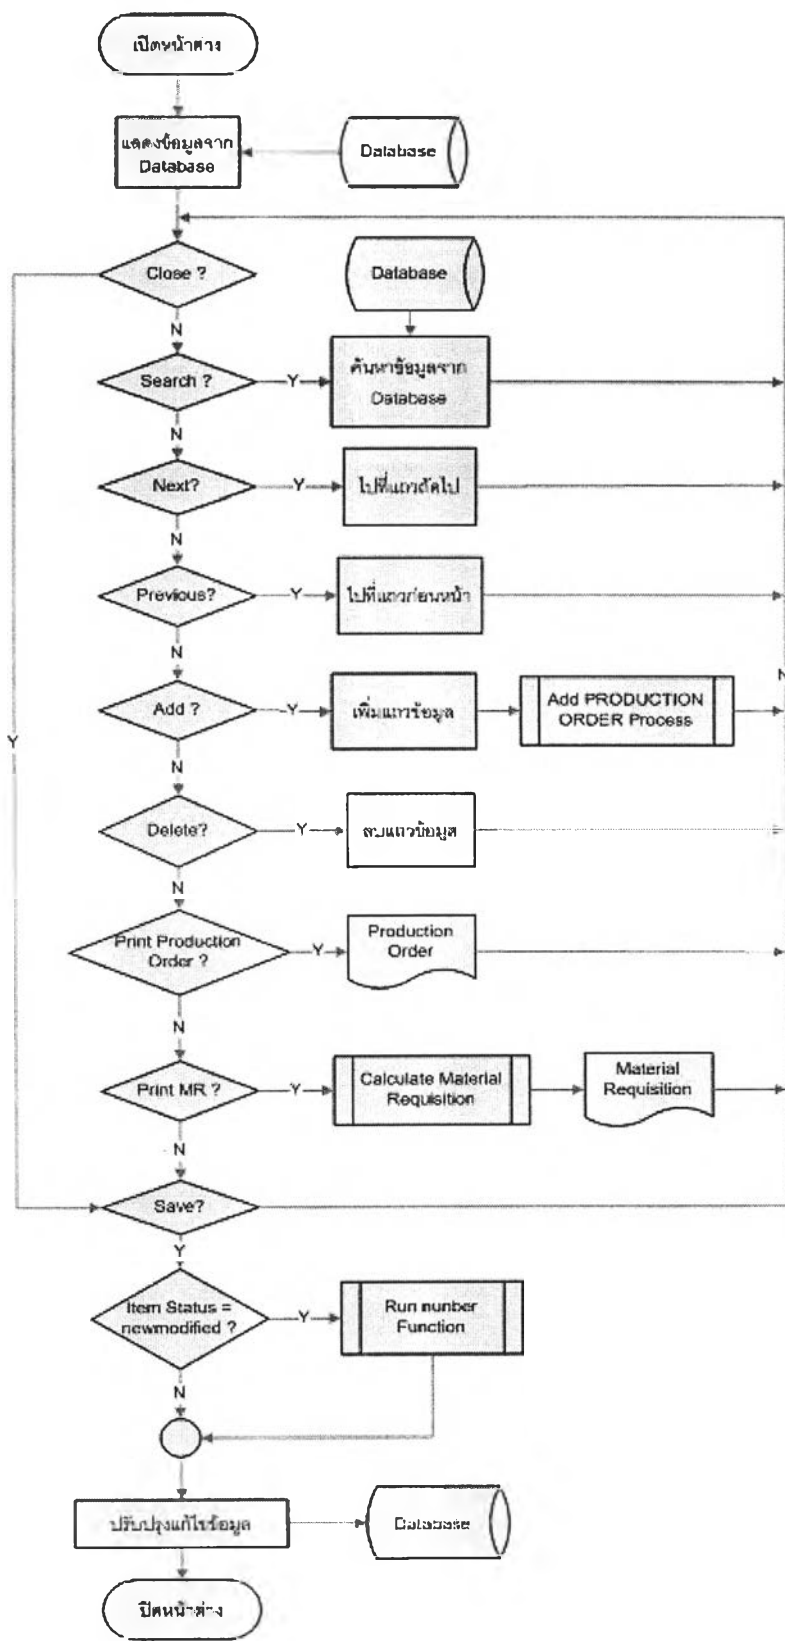 เปิดหน้าต่าง
แสดงข้อมูลจาก
Database
Database
Close ?
Database
N
Search ?
Y
ค้นหาข้อมูลจาก
Database
N
Next?
Y
ไปที่แถวถัดไป
N
Previous?
Y
ไปที่แถวก่อนหน้า
N
N
Add ?
Y
เพิ่มแถวข้อมูล
Add PRODUCTION
ORDER Process
Y
N
Delete?
Y
ลบแถวข้อมูล
N
Print Production
Order ?
Y
Production
Order
N
Print MR ?
Y
Calculate Material
Requisition
Material
Requisition
N
Save?
Y
Item Status =
newmodified ?
Y
Run nunber
Function
N
ปรับปรุงแก้ไขข้อมูล
Database
ปิดหน้าต่าง